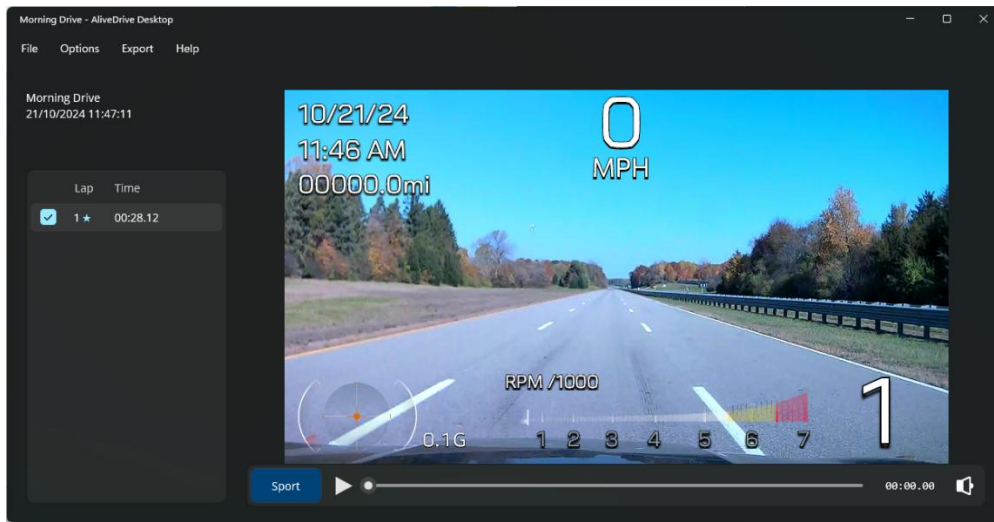 Morning Drive - AliveDrive Desktop
File Options Export Help
Morning Drive
21/10/2024 11:47:11
Lap Time
1 00:28.12
10/21/24
11:46 AM
00000.0mi
0
MPH
RPM /1000
0.1G
1 2 3 4 5 6 7
1
Sport
00:00.00